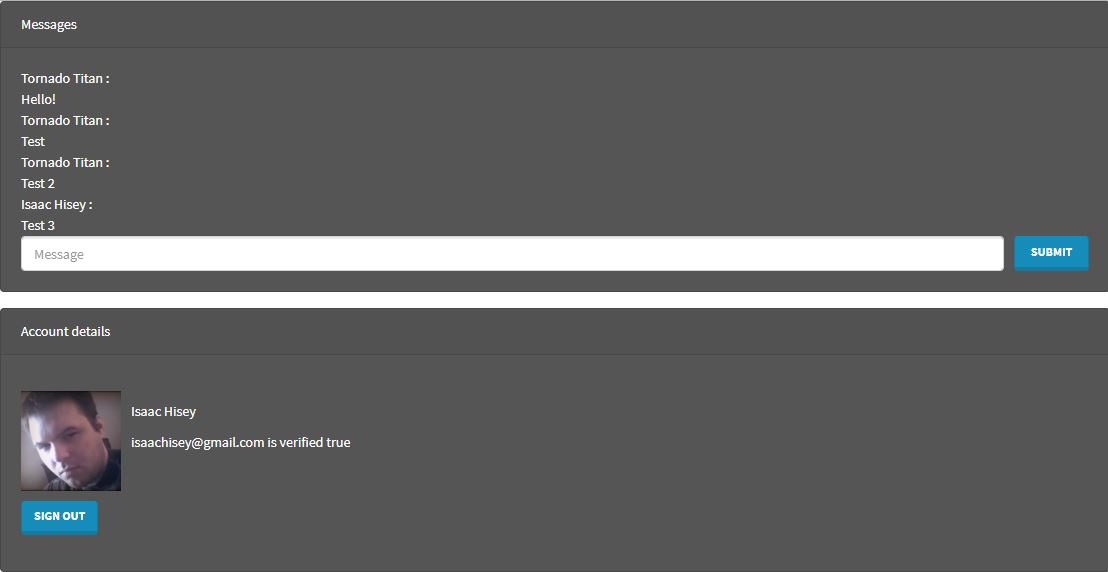 Messages
Tornado Titan :
Hello!
Tornado Titan :
Test
Tornado Titan :
Test 2
Isaac Hisey :
Test 3
Message
SUBMIT
Account details
Isaac Hisey
isaachisey@gmail.com is verified true
SIGN OUT